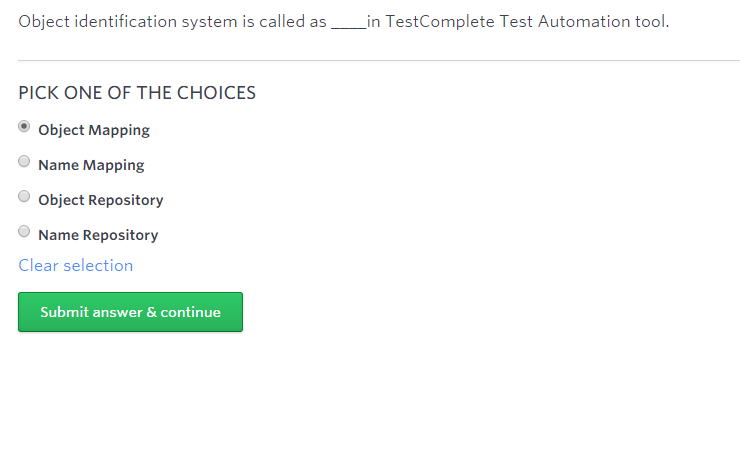 Object identification system is called as _____in TestComplete Test Automation tool.
PICK ONE OF THE CHOICES
Object Mapping
Name Mapping
Object Repository
Name Repository
Clear selection
Submit answer & continue